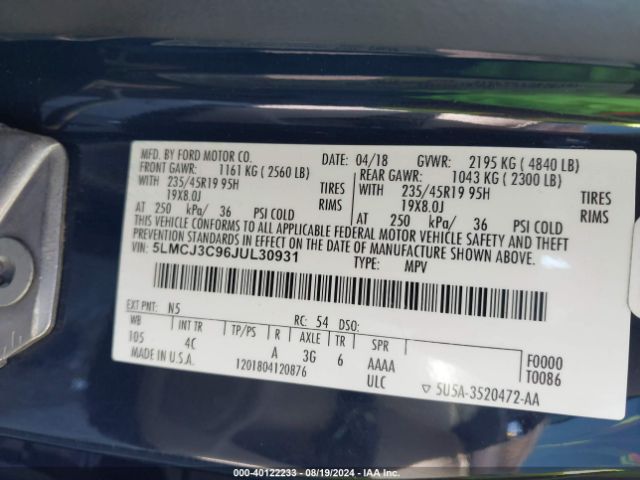 MFD. BY FORD MOTOR CO. DATE: 04/18 GVWR: 2195 KG ( 4840 LB)
FRONT GAWR: 1161 KG ( 2560 LB) REAR GAWR: 1043 KG ( 2300 LB)
WITH 235/45R19 95H TIRES WITH 235/45R19 95H TIRES
19X8.0J RIMS 19X8.0J RIMS
AT 250 kPa/ 36 PSI COLD AT 250 kPa/ 36 PSI COLD
THIS VEHICLE CONFORMS TO ALL APPLICABLE FEDERAL MOTOR VEHICLE SAFETY AND THEFT
PREVENTION STANDARDS IN EFFECT ON THE DATE OF MANUFACTURE SHOWN ABOVE.
VIN: 5LMCJ3C96JUL30931 TYPE: MPV
EXT PNT: N5 RC: 54 DSO:
WB INT TR TP/PS R AXLE TR SPR
105 4C A 3G 6 AAAA F0000
MADE IN U.S.A. 1201804120876 ULC T0086
▽ 5U5A-3520472-AA
000-40122233 - 08/19/2024 - IAA Inc.